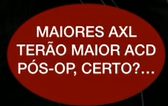 MAIORES AXL
TERÃO MAIOR ACD
PÓS-OP, CERTO?...